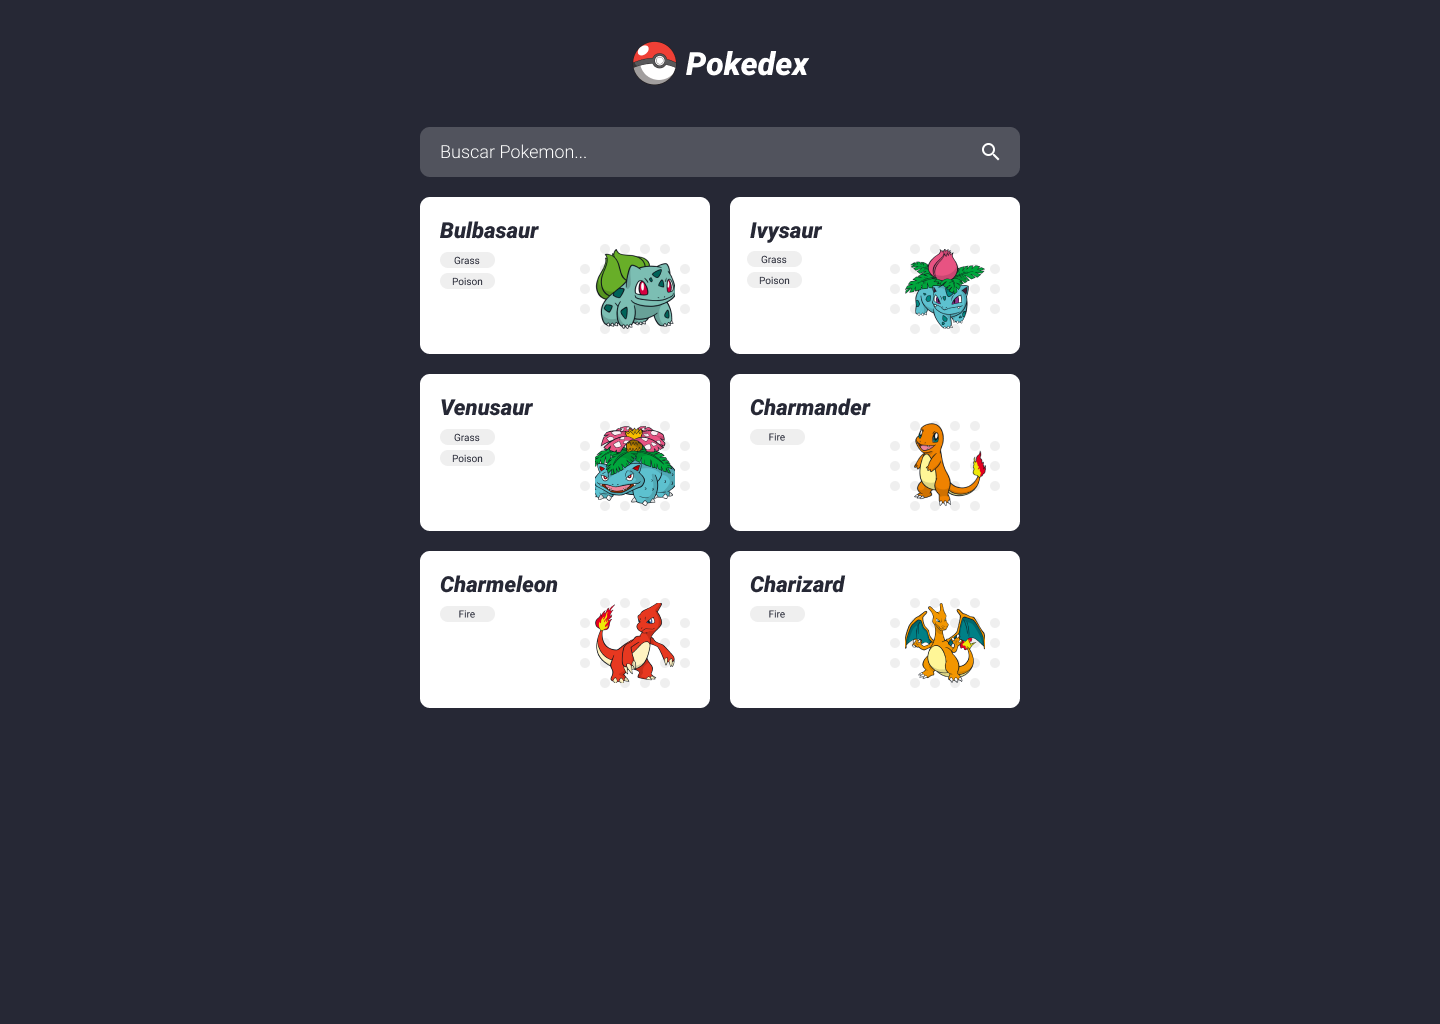 Pokedex
Buscar Pokemon...
Bulbasaur
Grass
Poison
Ivysaur
Grass
Poison
Venusaur
Grass
Poison
Charmander
Fire
Charmeleon
Fire
Charizard
Fire